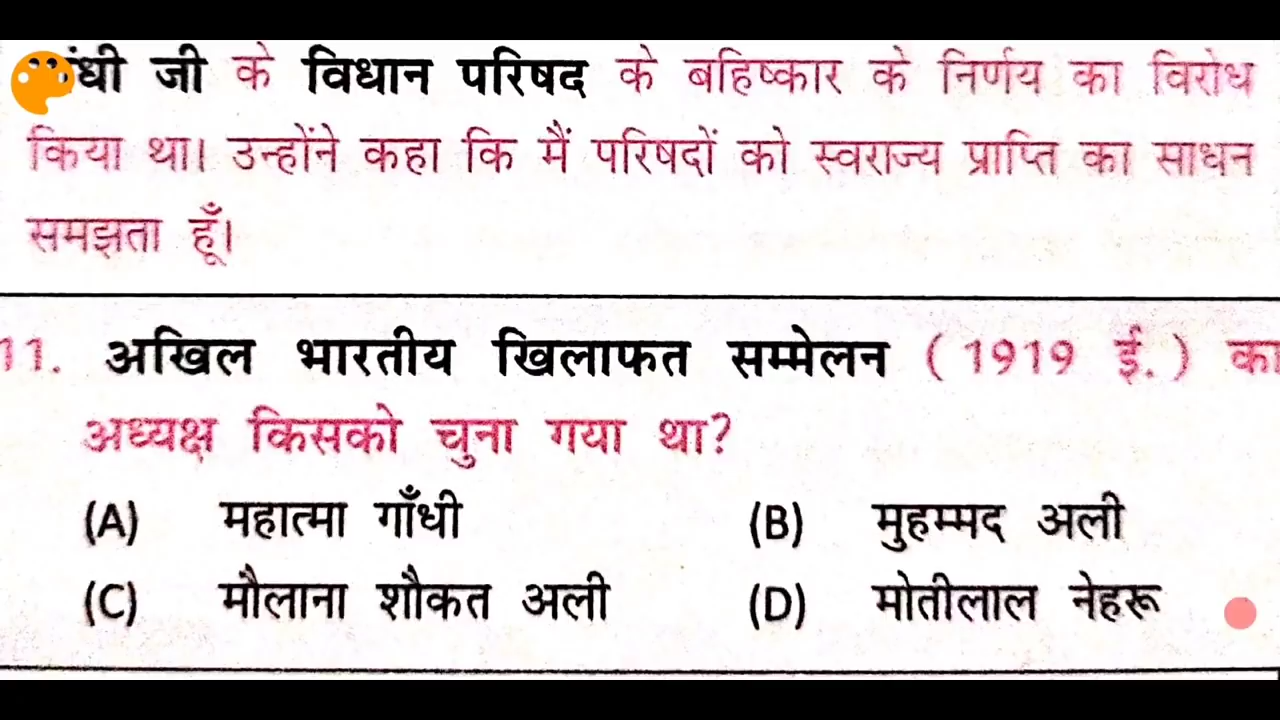 जी के विधान परिषद के बहिष्कार के निर्णय का विरोध
किया था। उन्होंने कहा कि मैं परिषदों को स्वराज्य प्राप्ति का साधन
समझता हूँ।
11. अखिल भारतीय खिलाफत सम्मेलन ( 1919 ई. ) का
अध्यक्ष किसको चुना गया था?
(A) महात्मा गाँधी (B) मुहम्मद अली
(C) मौलाना शौकत अली (D) मोतीलाल नेहरू